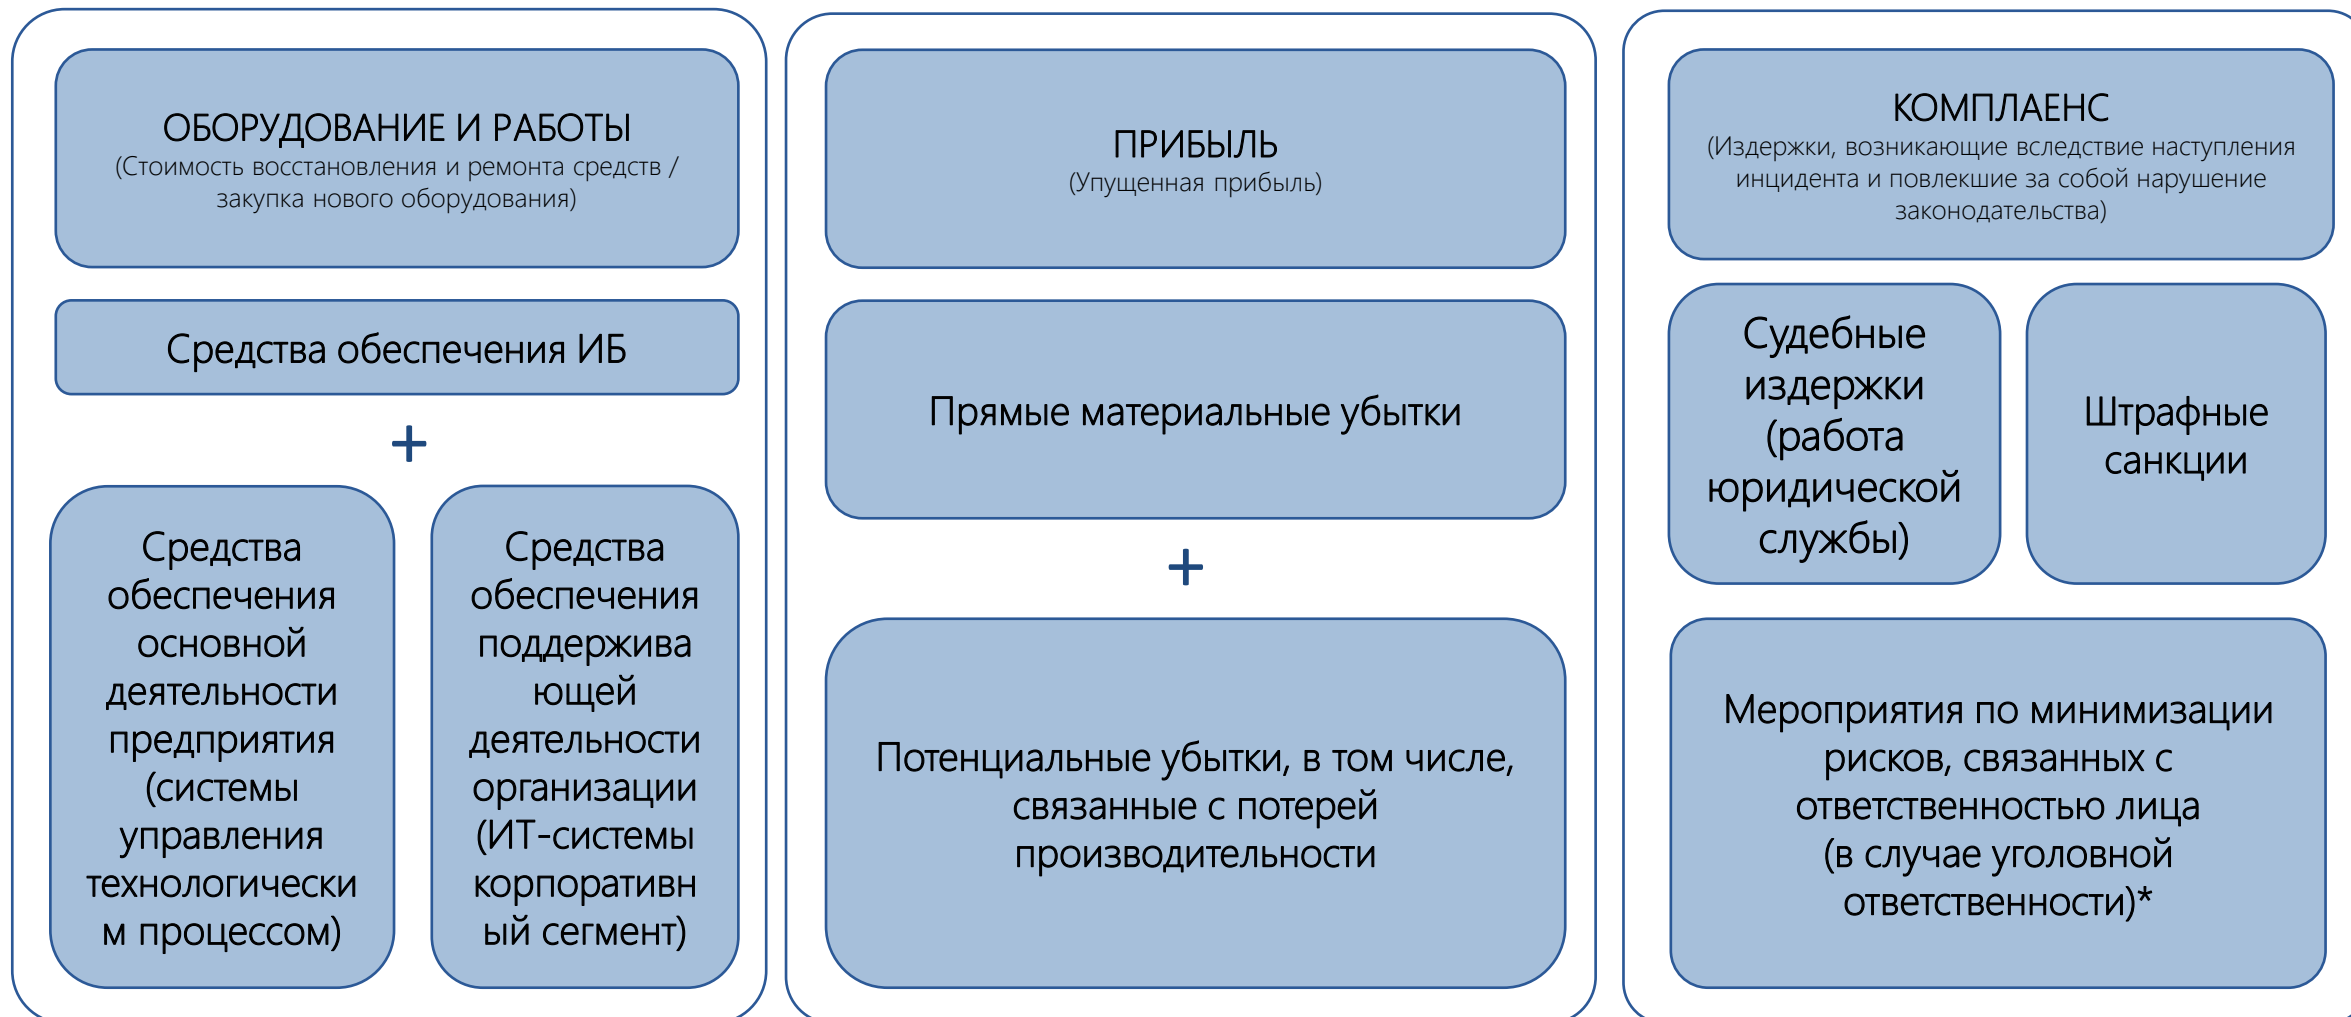 ОБОРУДОВАНИЕ И РАБОТЫ
(Стоимость восстановления и ремонта средств /
закупка нового оборудования)
Средства обеспечения ИБ
+
Средства
обеспечения
основной
деятельности
предприятия
(системы
управления
технологически
м процессом)
Средства
обеспечения
поддержива
ющей
деятельности
организации
(ИТ-системы
корпоративн
ый сегмент)
ПРИБЫЛЬ
(Упущенная прибыль)
Прямые материальные убытки
+
Потенциальные убытки, в том числе,
связанные с потерей
производительности
КОМПЛАЕНС
(Издержки, возникающие вследствие наступления
инцидента и повлекшие за собой нарушение
законодательства)
Судебные
издержки
(работа
юридической
службы)
Штрафные
санкции
Мероприятия по минимизации
рисков, связанных с
ответственностью лица
(в случае уголовной
ответственности)*